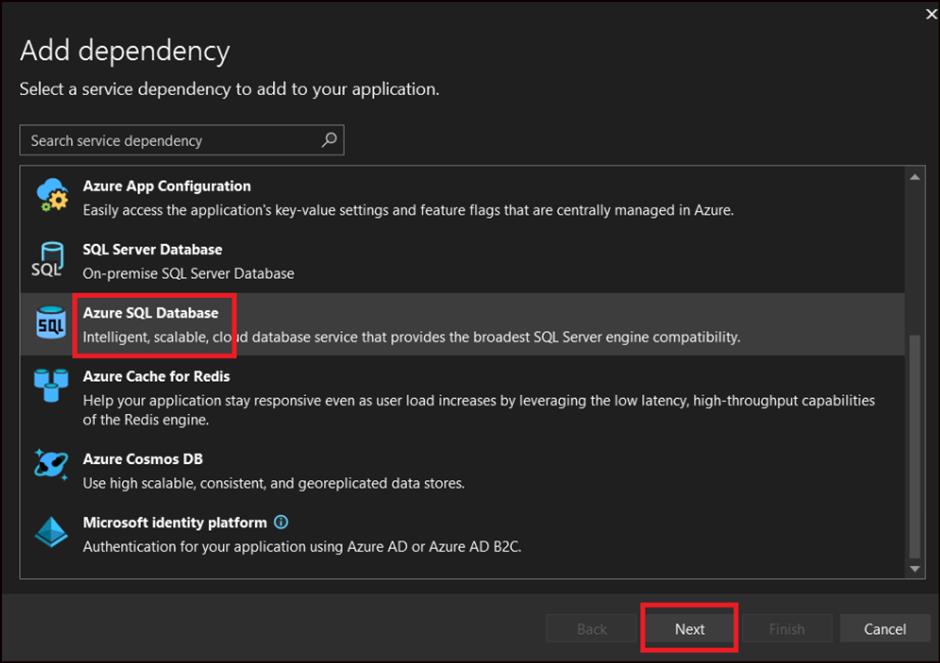 Add dependency
Select a service dependency to add to your application.
Search service dependency
Azure App Configuration
Easily access the application's key-value settings and feature flags that are centrally managed in Azure.
SQL
SQL Server Database
On-premise SQL Server Database
SQL
Azure SQL Database
Intelligent, scalable, cloud database service that provides the broadest SQL Server engine compatibility.
Azure Cache for Redis
Help your application stay responsive even as user load increases by leveraging the low latency, high-throughput capabilities
of the Redis engine.
Azure Cosmos DB
Use high scalable, consistent, and georeplicated data stores.
Microsoft identity platform
Authentication for your application using Azure AD or Azure AD B2C.
Back Next Finish Cancel